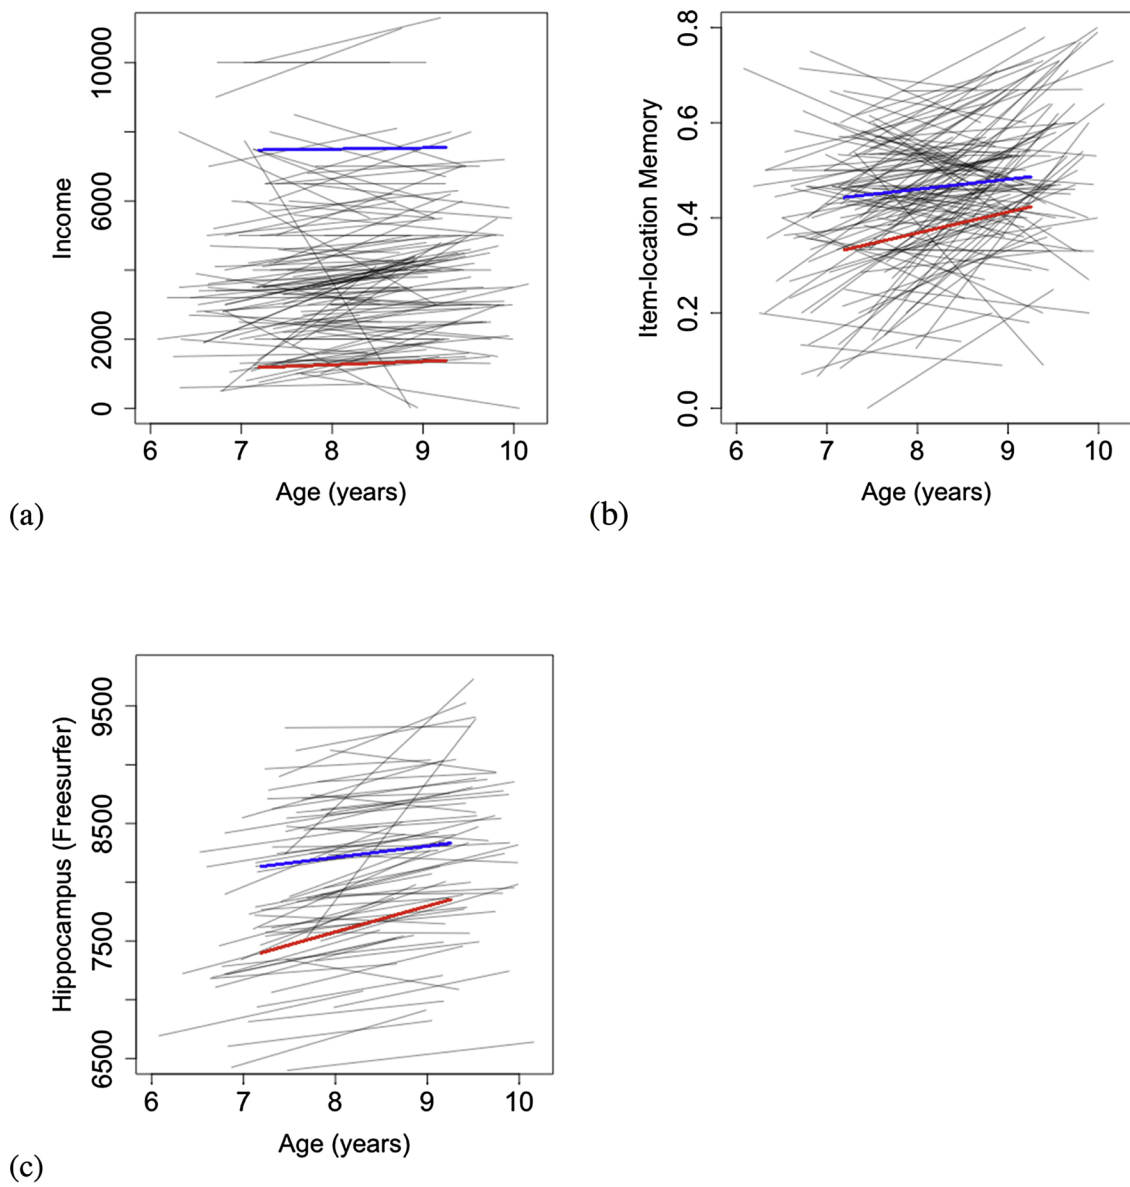 Income
10000
6000
2000
0
6 7 8 9 10
Age (years)
(a)
Item-location Memory
0.8
0.6
0.4
0.2
0.0
6 7 8 9 10
Age (years)
(b)
Hippocampus (Freesurfer)
9500
8500
7500
6500
6 7 8 9 10
Age (years)
(c)